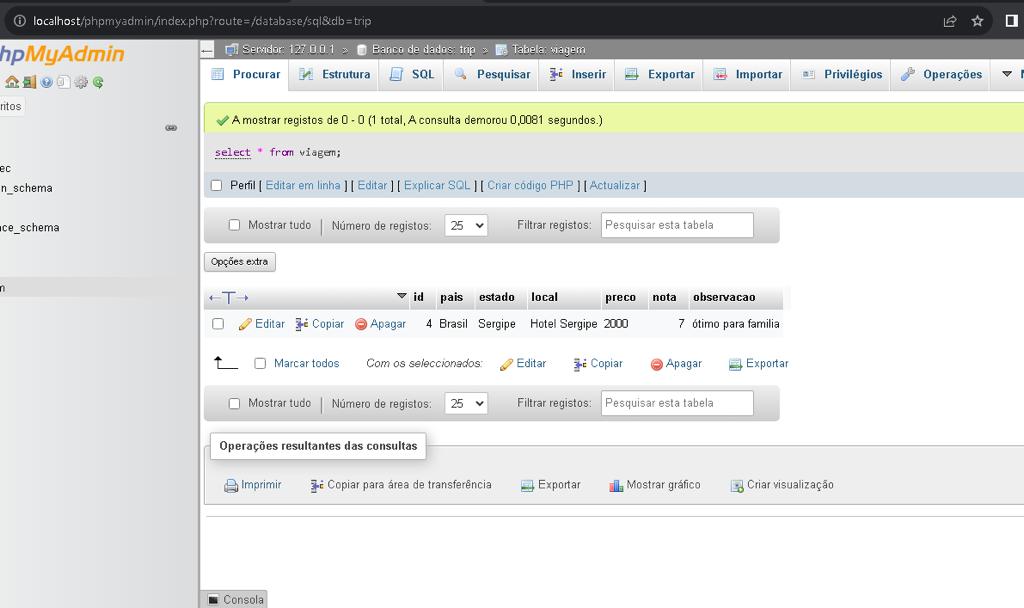 localhost/phpmyadmin/index.php?route=/database/sql&db=trip
hpMyAdmin
Servidor: 127.0.0.1 » Banco de dados: trip » Tabela: viagem
Procurar Estrutura SQL Pesquisar Inserir Exportar Importar Privilégios Operações
ritos
A mostrar registos de 0 - 0 (1 total, A consulta demorou 0,0081 segundos.)
select * from viagem;
ec
n_schema
nce_schema
m
Perfil [ Editar em linha ] [ Editar ] [ Explicar SQL ] [ Criar código PHP ] [ Actualizar ]
Mostrar tudo | Número de registos: 25 Filtrar registos: Pesquisar esta tabela
Opções extra
←T→ id pais estado local preco nota observacao
Editar Copiar Apagar 4 Brasil Sergipe Hotel Sergipe 2000 7 ótimo para familia
Marcar todos Com os seleccionados: Editar Copiar Apagar Exportar
Mostrar tudo | Número de registos: 25 Filtrar registos: Pesquisar esta tabela
Operações resultantes das consultas
Imprimir Copiar para área de transferência Exportar Mostrar gráfico Criar visualização
Consola